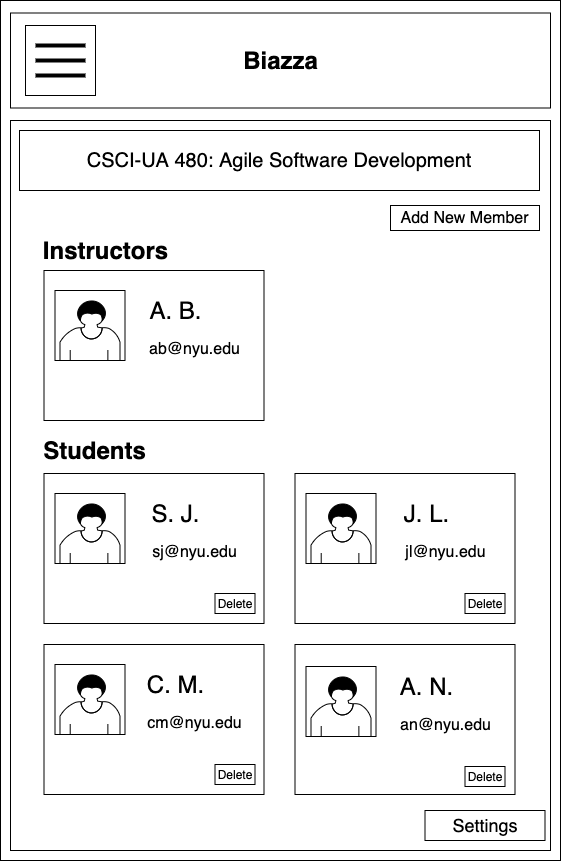 Biazza
CSCI-UA 480: Agile Software Development
Add New Member
Instructors
A. B.
ab@nyu.edu
Students
S. J.
sj@nyu.edu
Delete
J. L.
jl@nyu.edu
Delete
C. M.
cm@nyu.edu
Delete
A. N.
an@nyu.edu
Delete
Settings